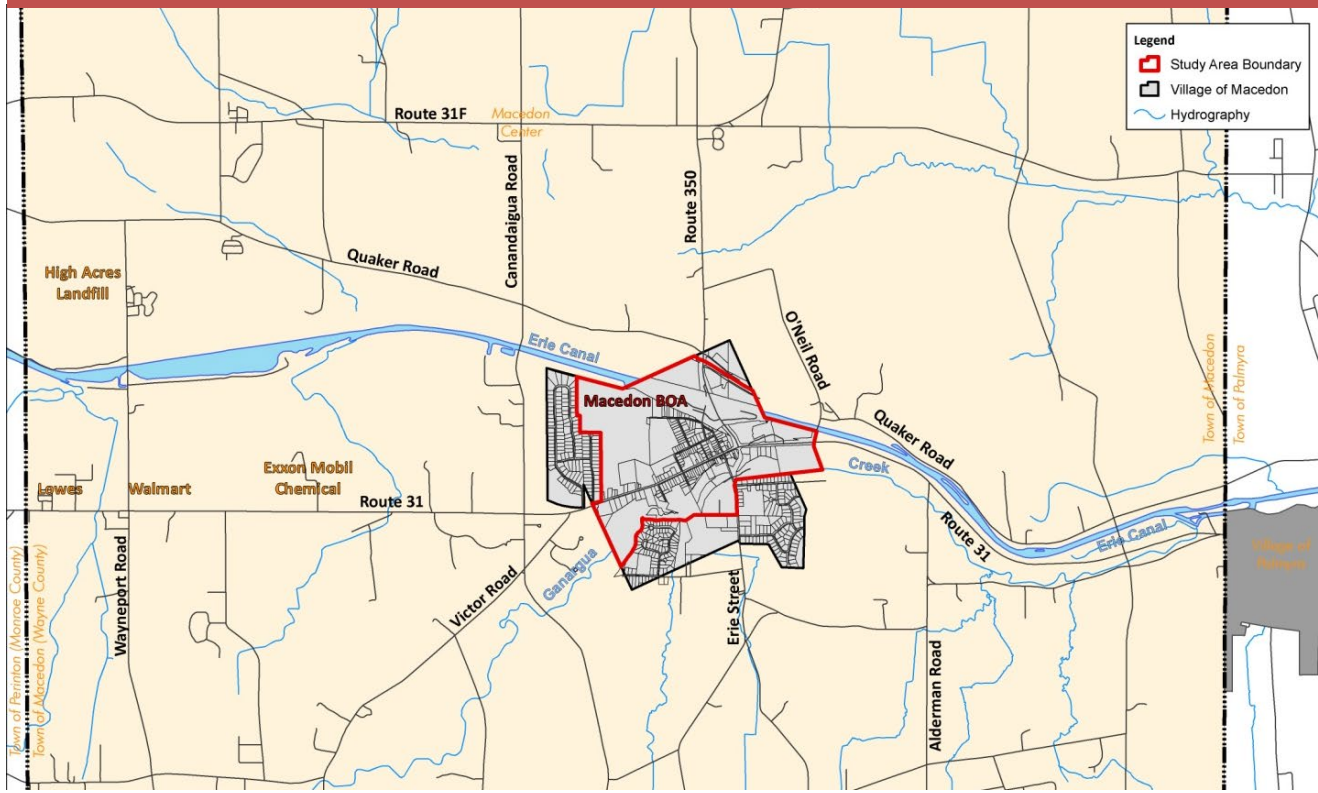 Legend
Study Area Boundary
Village of Macedon
Hydrography
Route 31F
Macedon
Center
Canandaigua Road
Route 350
Quaker Road
High Acres
Landfill
Erie Canal
O'Neil Road
Macedon BOA
Town of Macedon
Town of Palmyra
Quaker Road
Creek
Exxon Mobil
Chemical
Lowes
Walmart
Route 31
Route 31
Erie Canal
Village of
Palmyra
Town of Perinton (Monroe County)
Town of Macedon (Wayne County)
Wayneport Road
Victor Road
Ganargua
Erie Street
Alderman Road